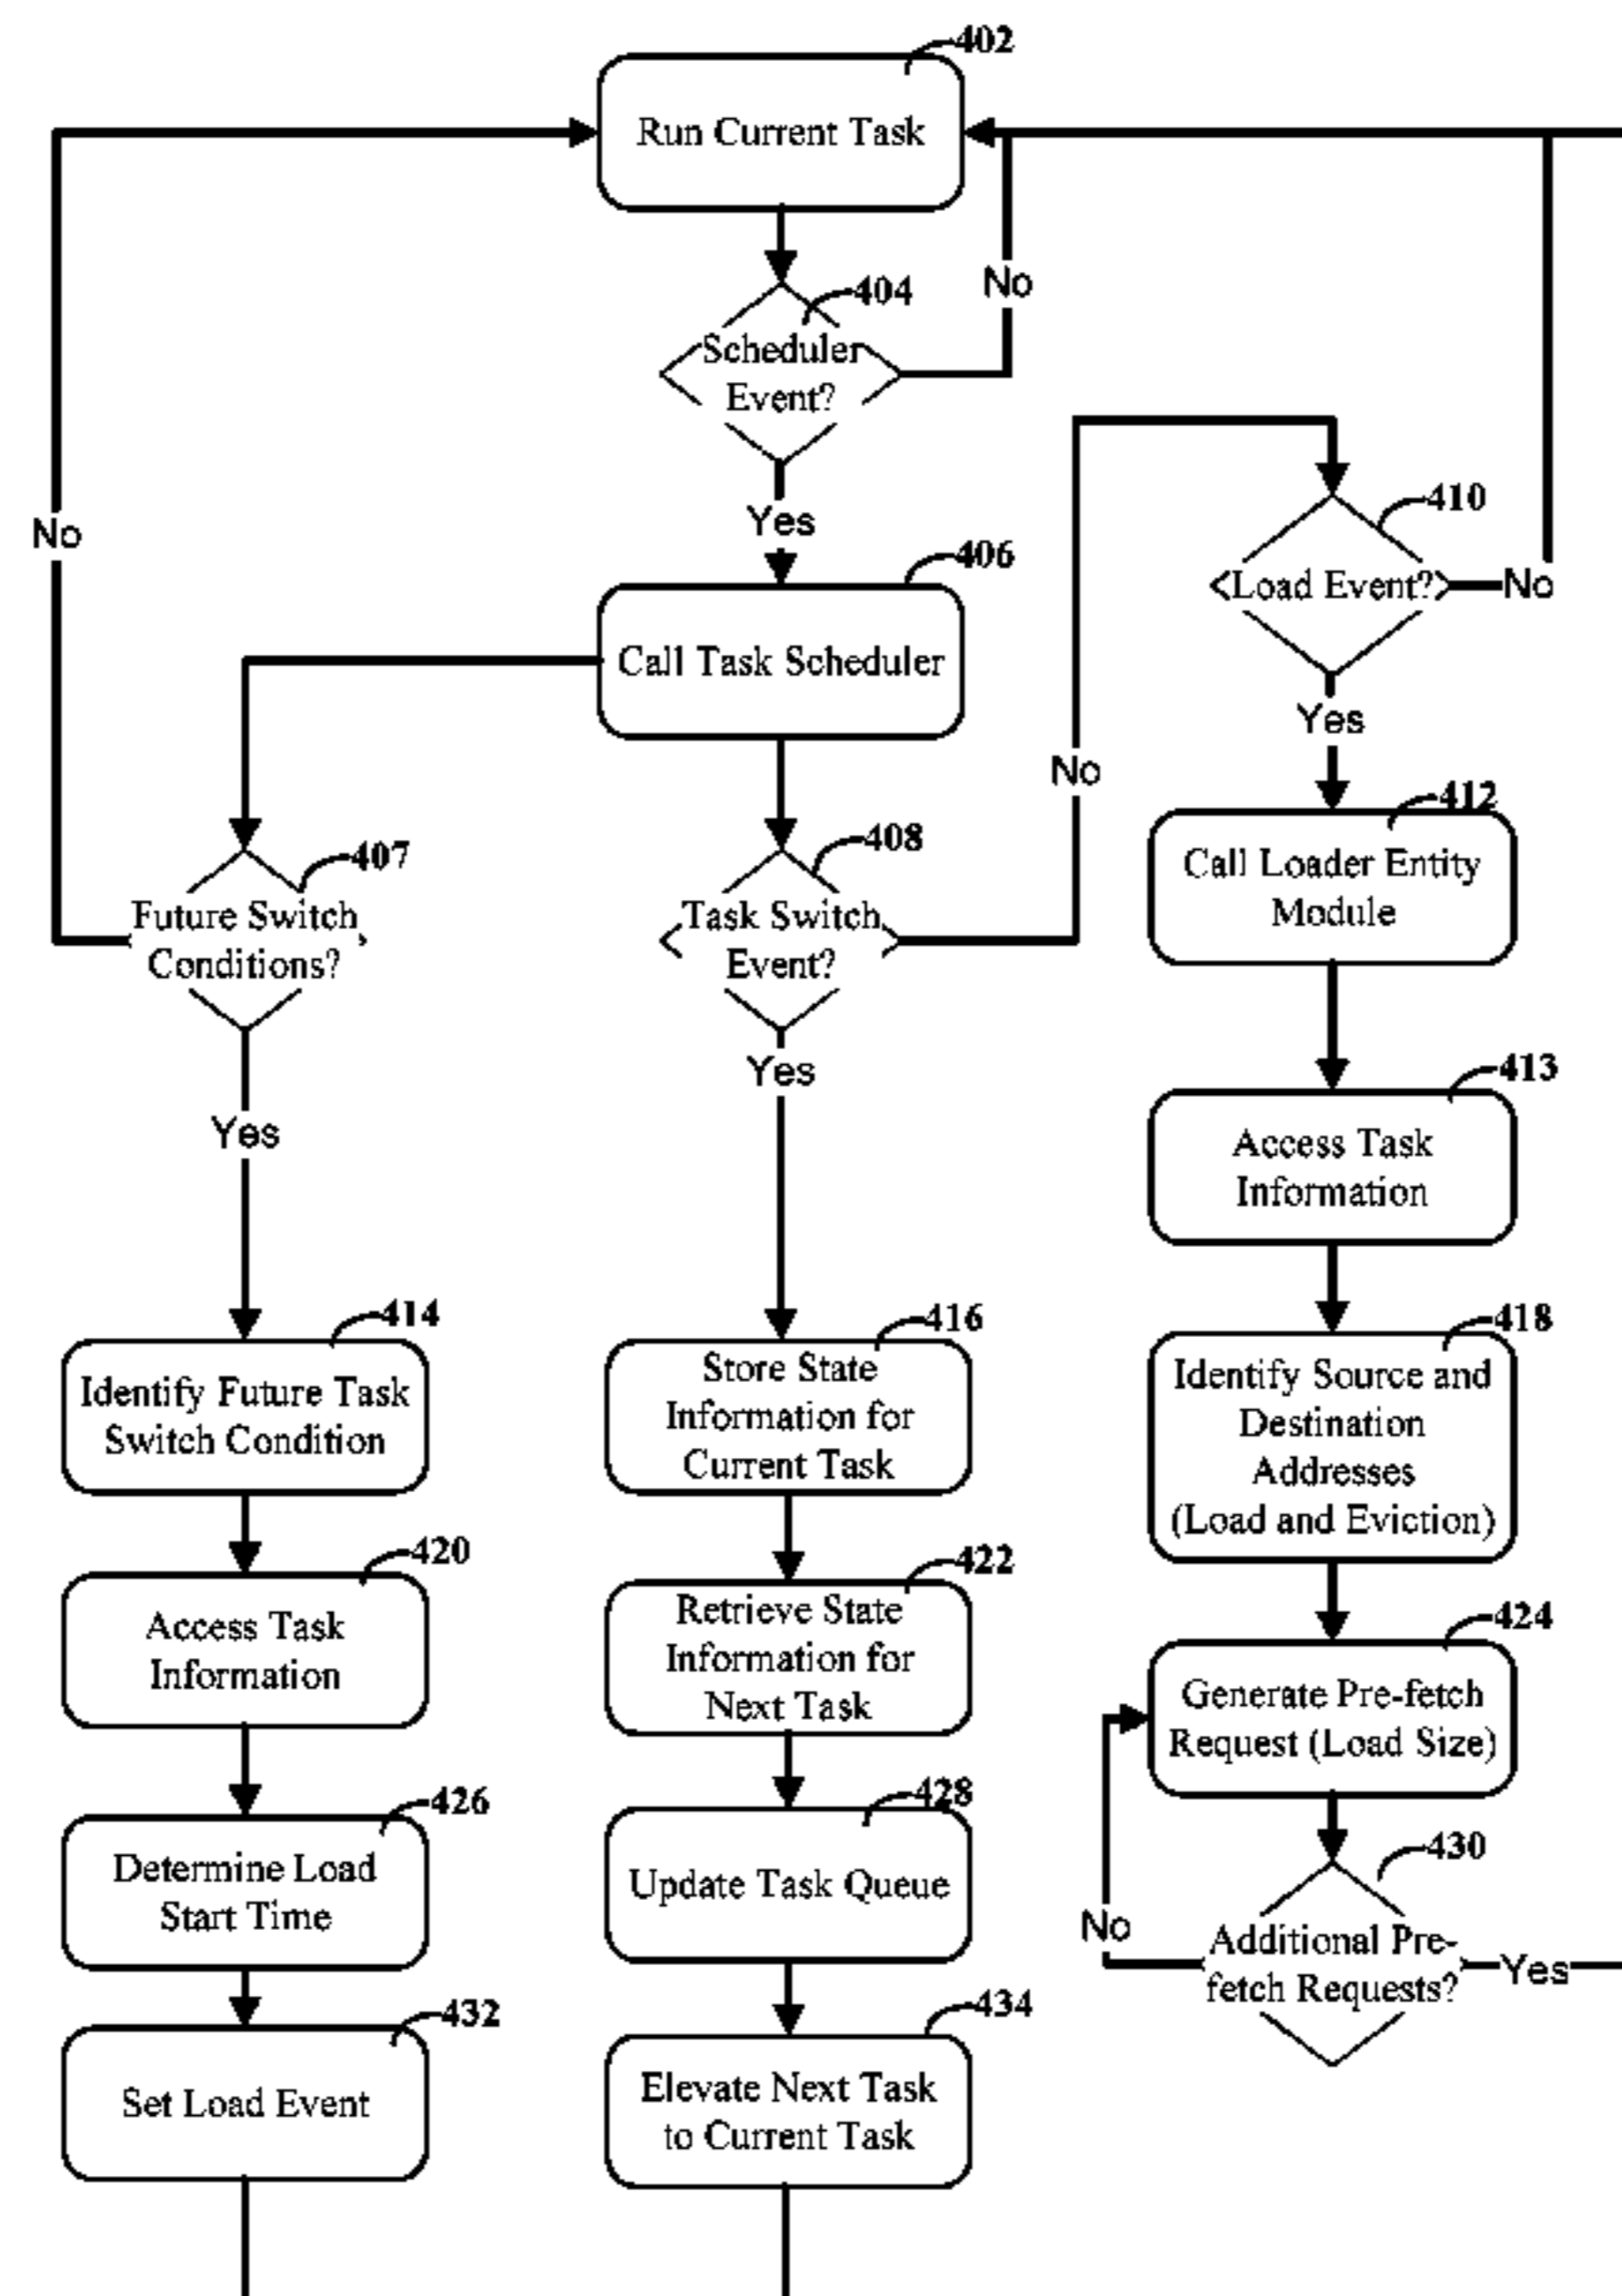 402
Run Current Task
No
404
Scheduler
Event?
Yes
410
Load Event?
No
No
406
Call Task Scheduler
Yes
No
412
Call Loader Entity
Module
407
Future Switch
Conditions?
408
Task Switch
Event?
Yes
Yes
413
Access Task
Information
414
Identify Future Task
Switch Condition
416
Store State
Information for
Current Task
418
Identify Source and
Destination
Addresses
(Load and Eviction)
420
Access Task
Information
422
Retrieve State
Information for
Next Task
424
Generate Pre-fetch
Request (Load Size)
426
Determine Load
Start Time
428
Update Task Queue
430
Additional Pre-
fetch Requests?
No
Yes
432
Set Load Event
434
Elevate Next Task
to Current Task